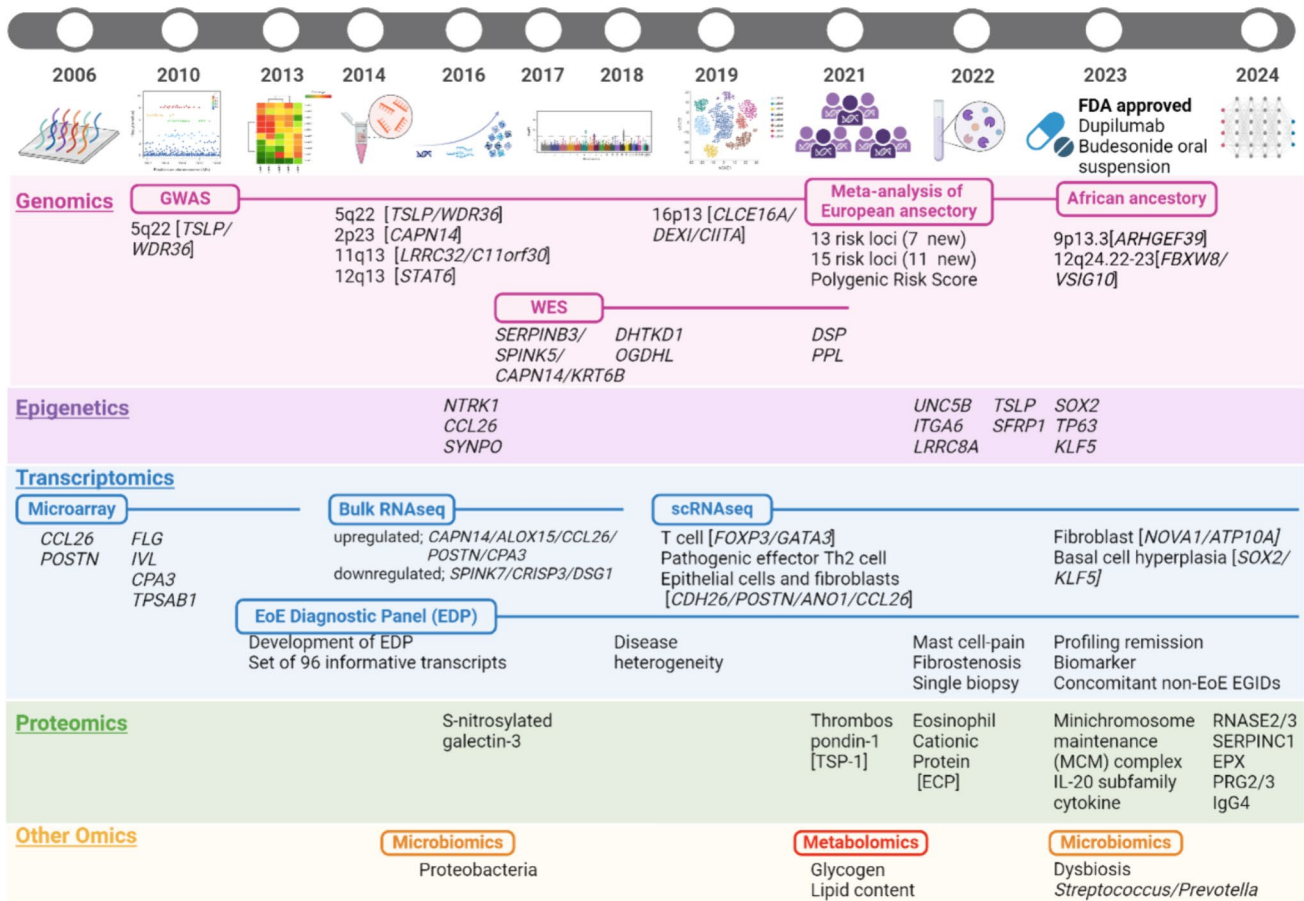 2006 2010 2013 2014 2016 2017 2018 2019 2021 2022 2023 2024
FDA approved
Dupilumab
Budesonide oral
suspension
Genomics
GWAS
5q22 [TSLP/
WDR36]
5q22 [TSLP/WDR36]
2p23 [CAPN14]
11q13 [LRRC32/C11orf30]
12q13 [STAT6]
16p13 [CLCE16A/
DEXI/CIITA]
Meta-analysis of
European ansectory
13 risk loci (7 new)
15 risk loci (11 new)
Polygenic Risk Score
African ancestory
9p13.3[ARHGEF39]
12q24.22-23[FBXW8/
VSIG10]
WES
SERPINB3/
SPINK5/
CAPN14/KRT6B
DHTKD1
OGDHL
DSP
PPL
Epigenetics
NTRK1
CCL26
SYNPO
UNC5B
ITGA6
LRRC8A
TSLP
SFRP1
SOX2
TP63
KLF5
Transcriptomics
Microarray
CCL26
POSTN
FLG
IVL
CPA3
TPSAB1
Bulk RNAseq
upregulated; CAPN14/ALOX15/CCL26/
POSTN/CPA3
downregulated; SPINK7/CRISP3/DSG1
scRNAseq
T cell [FOXP3/GATA3]
Pathogenic effector Th2 cell
Epithelial cells and fibroblasts
[CDH26/POSTN/ANO1/CCL26]
Fibroblast [NOVA1/ATP10A]
Basal cell hyperplasia [SOX2/
KLF5]
EoE Diagnostic Panel (EDP)
Development of EDP
Set of 96 informative transcripts
Disease
heterogeneity
Mast cell-pain
Fibrostenosis
Single biopsy
Profiling remission
Biomarker
Concomitant non-EoE EGIDs
Proteomics
S-nitrosylated
galectin-3
Thrombos
pondin-1
[TSP-1]
Eosinophil
Cationic
Protein
[ECP]
Minichromosome
maintenance
(MCM) complex
IL-20 subfamily
cytokine
RNASE2/3
SERPINC1
EPX
PRG2/3
IgG4
Other Omics
Microbiomics
Proteobacteria
Metabolomics
Glycogen
Lipid content
Microbiomics
Dysbiosis
Streptococcus/Prevotella